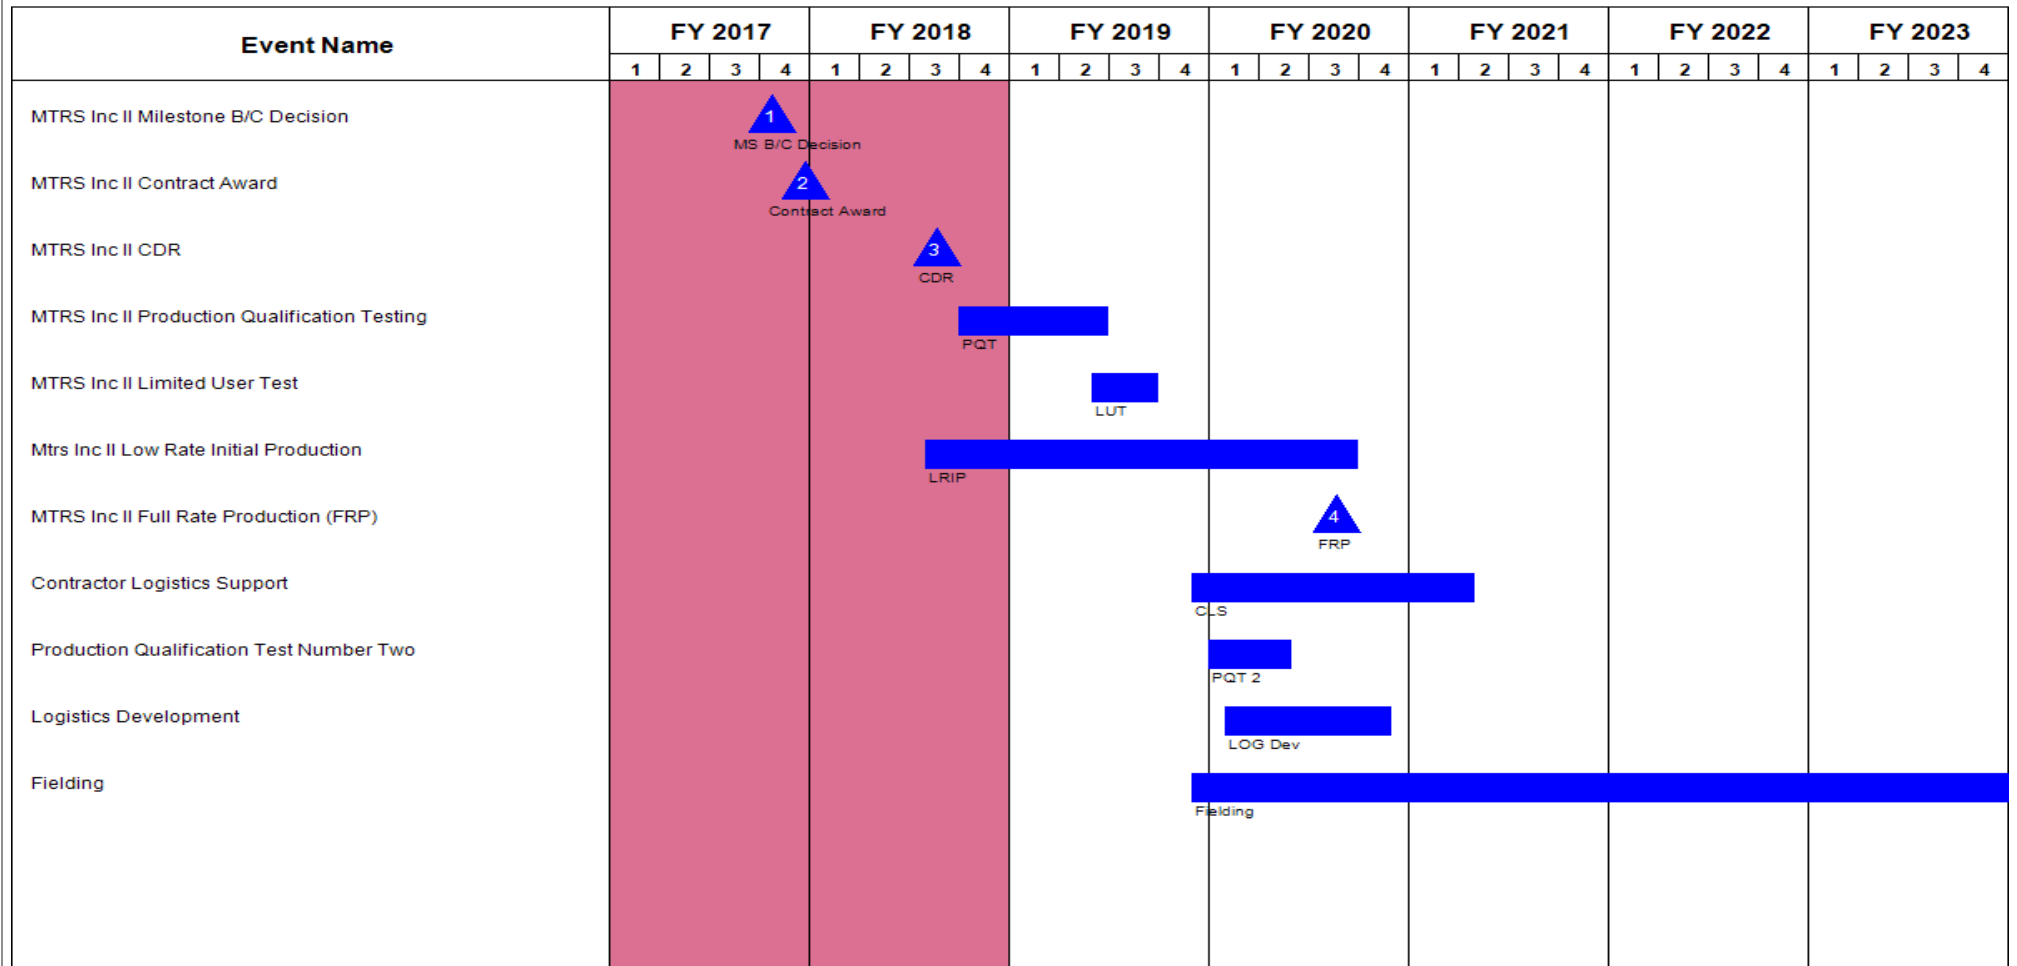 Event Name
FY 2017 FY 2018 FY 2019 FY 2020 FY 2021 FY 2022 FY 2023
1 2 3 4 1 2 3 4 1 2 3 4 1 2 3 4 1 2 3 4 1 2 3 4 1 2 3 4
MTRS Inc II Milestone B/C Decision
1
MS B/C Decision
MTRS Inc II Contract Award
2
Contract Award
MTRS Inc II CDR
3
CDR
MTRS Inc II Production Qualification Testing
PQT
MTRS Inc II Limited User Test
LUT
Mtrs Inc II Low Rate Initial Production
LRIP
MTRS Inc II Full Rate Production (FRP)
4
FRP
Contractor Logistics Support
CLS
Production Qualification Test Number Two
PQT 2
Logistics Development
LOG Dev
Fielding
Fielding